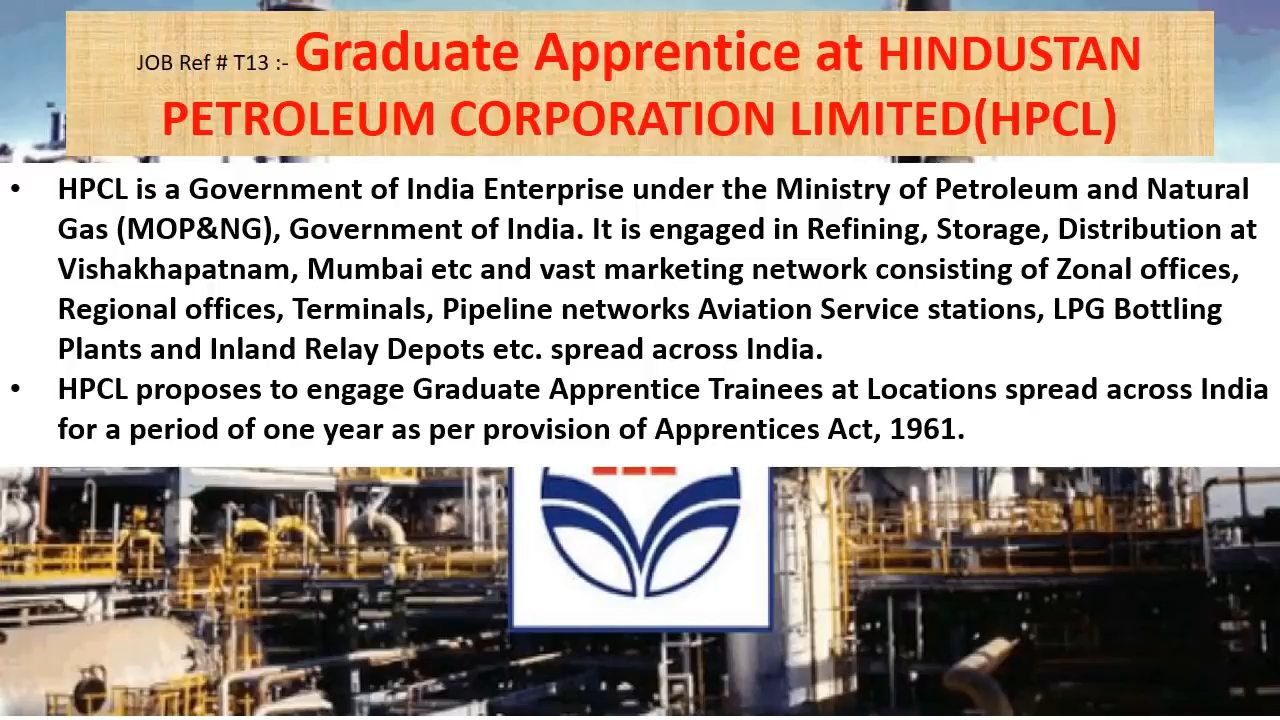 JOB Ref # T13 :- Graduate Apprentice at HINDUSTAN
PETROLEUM CORPORATION LIMITED(HPCL)
• HPCL is a Government of India Enterprise under the Ministry of Petroleum and Natural
Gas (MOP&NG), Government of India. It is engaged in Refining, Storage, Distribution at
Vishakhapatnam, Mumbai etc and vast marketing network consisting of Zonal offices,
Regional offices, Terminals, Pipeline networks Aviation Service stations, LPG Bottling
Plants and Inland Relay Depots etc. spread across India.
• HPCL proposes to engage Graduate Apprentice Trainees at Locations spread across India
for a period of one year as per provision of Apprentices Act, 1961.